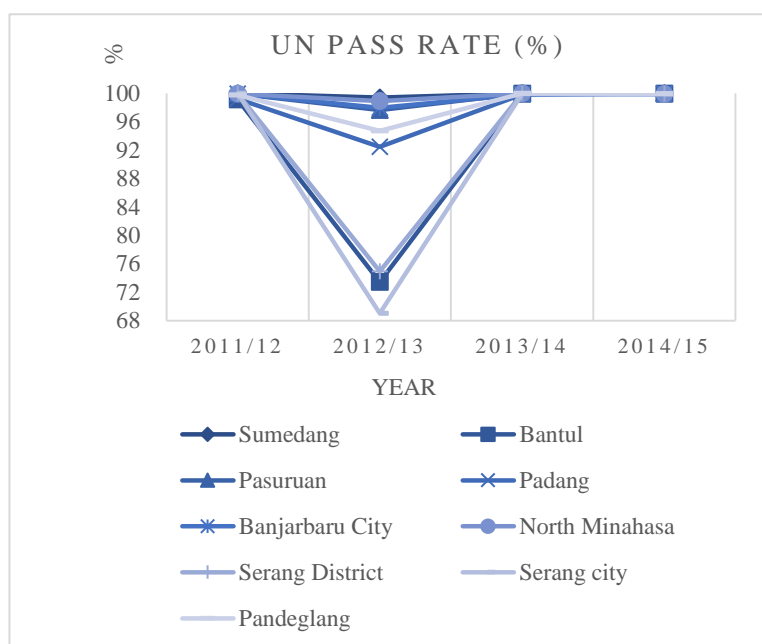 UN PASS RATE (%)
%
100
96
92
88
84
80
76
72
68
2011/12 2012/13 2013/14 2014/15
YEAR
Sumedang Bantul
Pasuruan Padang
Banjarbaru City North Minahasa
Serang District Serang city
Pandeglang